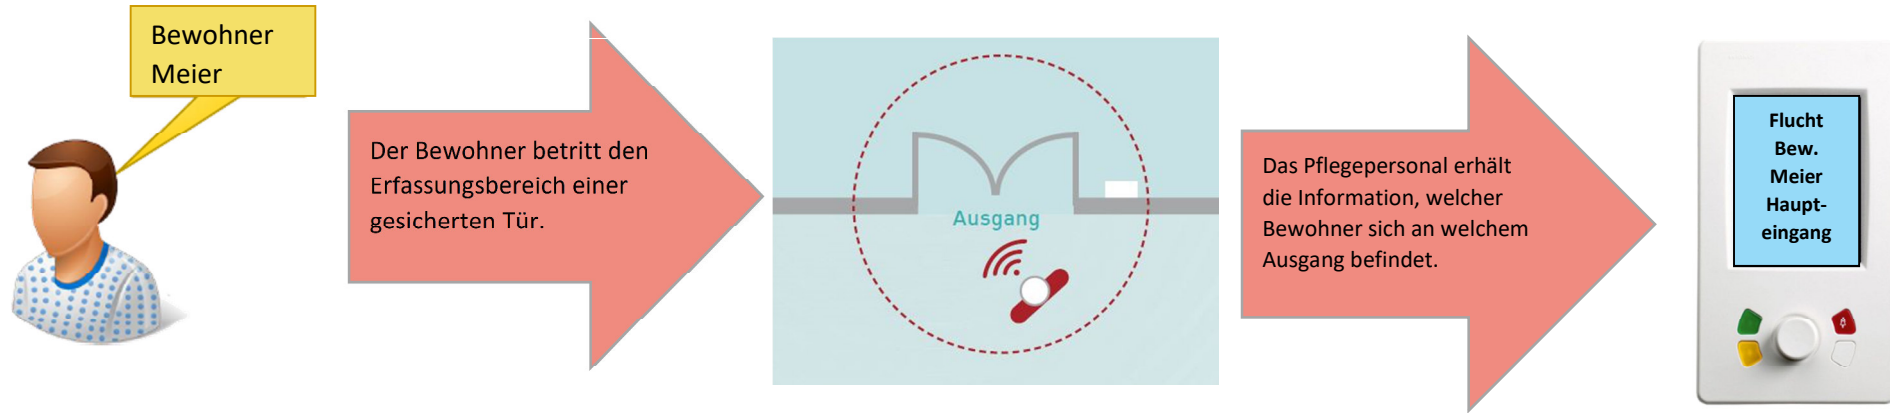 Bewohner
Meier
Der Bewohner betritt den
Erfassungsbereich einer
gesicherten Tür.
Ausgang
Das Pflegepersonal erhält
die Information, welcher
Bewohner sich an welchem
Ausgang befindet.
Flucht
Bew.
Meier
Haupt-
eingang